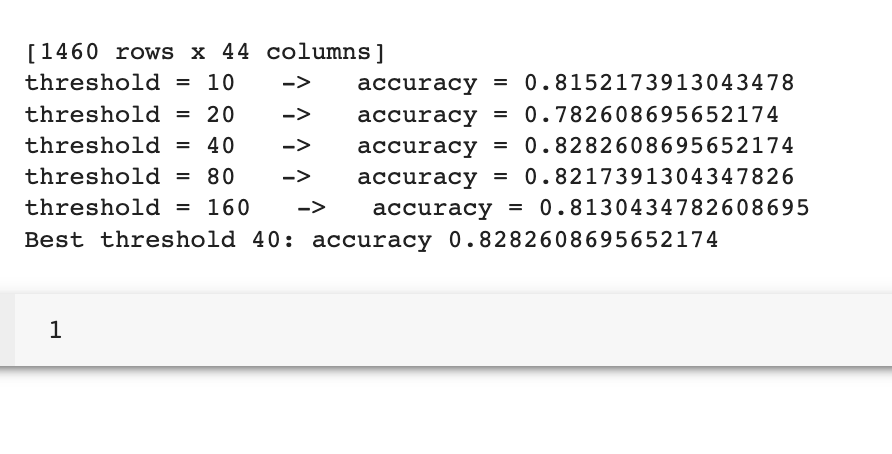 [1460 rows x 44 columns]
threshold = 10   ->   accuracy = 0.8152173913043478
threshold = 20   ->   accuracy = 0.782608695652174
threshold = 40   ->   accuracy = 0.8282608695652174
threshold = 80   ->   accuracy = 0.8217391304347826
threshold = 160   ->   accuracy = 0.8130434782608695
Best threshold 40: accuracy 0.8282608695652174
1